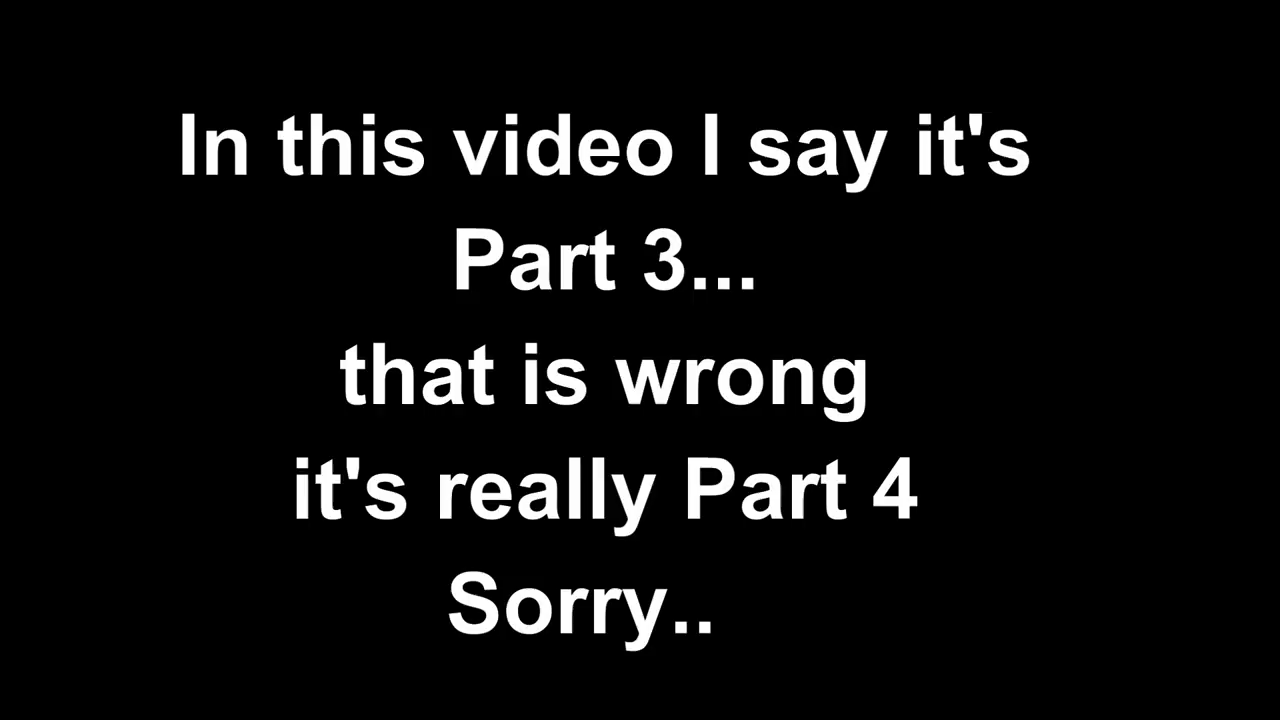 In this video I say it's
Part 3...
that is wrong
it's really Part 4
Sorry..